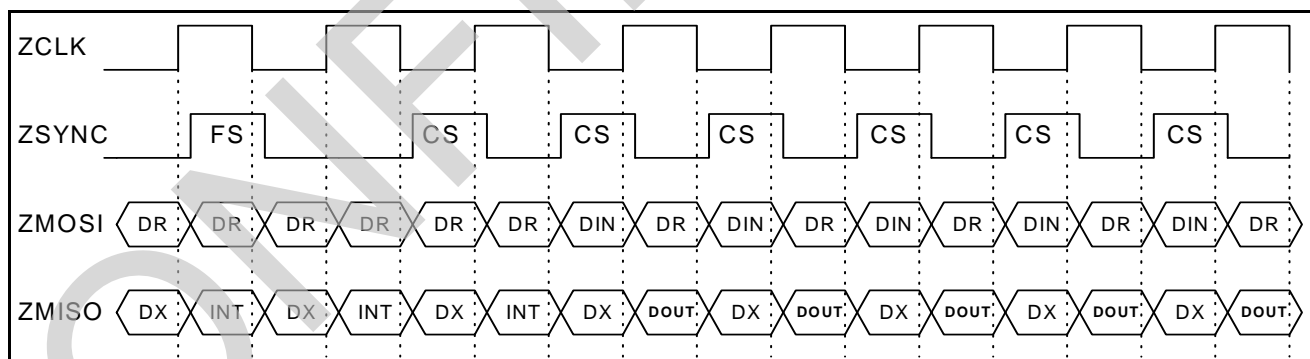 ZCLK
ZSYNC FS CS CS CS CS CS CS
ZMOSI DR DR DR DR DR DR DIN DR DIN DR DIN DR DIN DR DIN DR
ZMISO DX INT DX INT DX INT DX DOUT DX DOUT DX DOUT DX DOUT DX DOUT